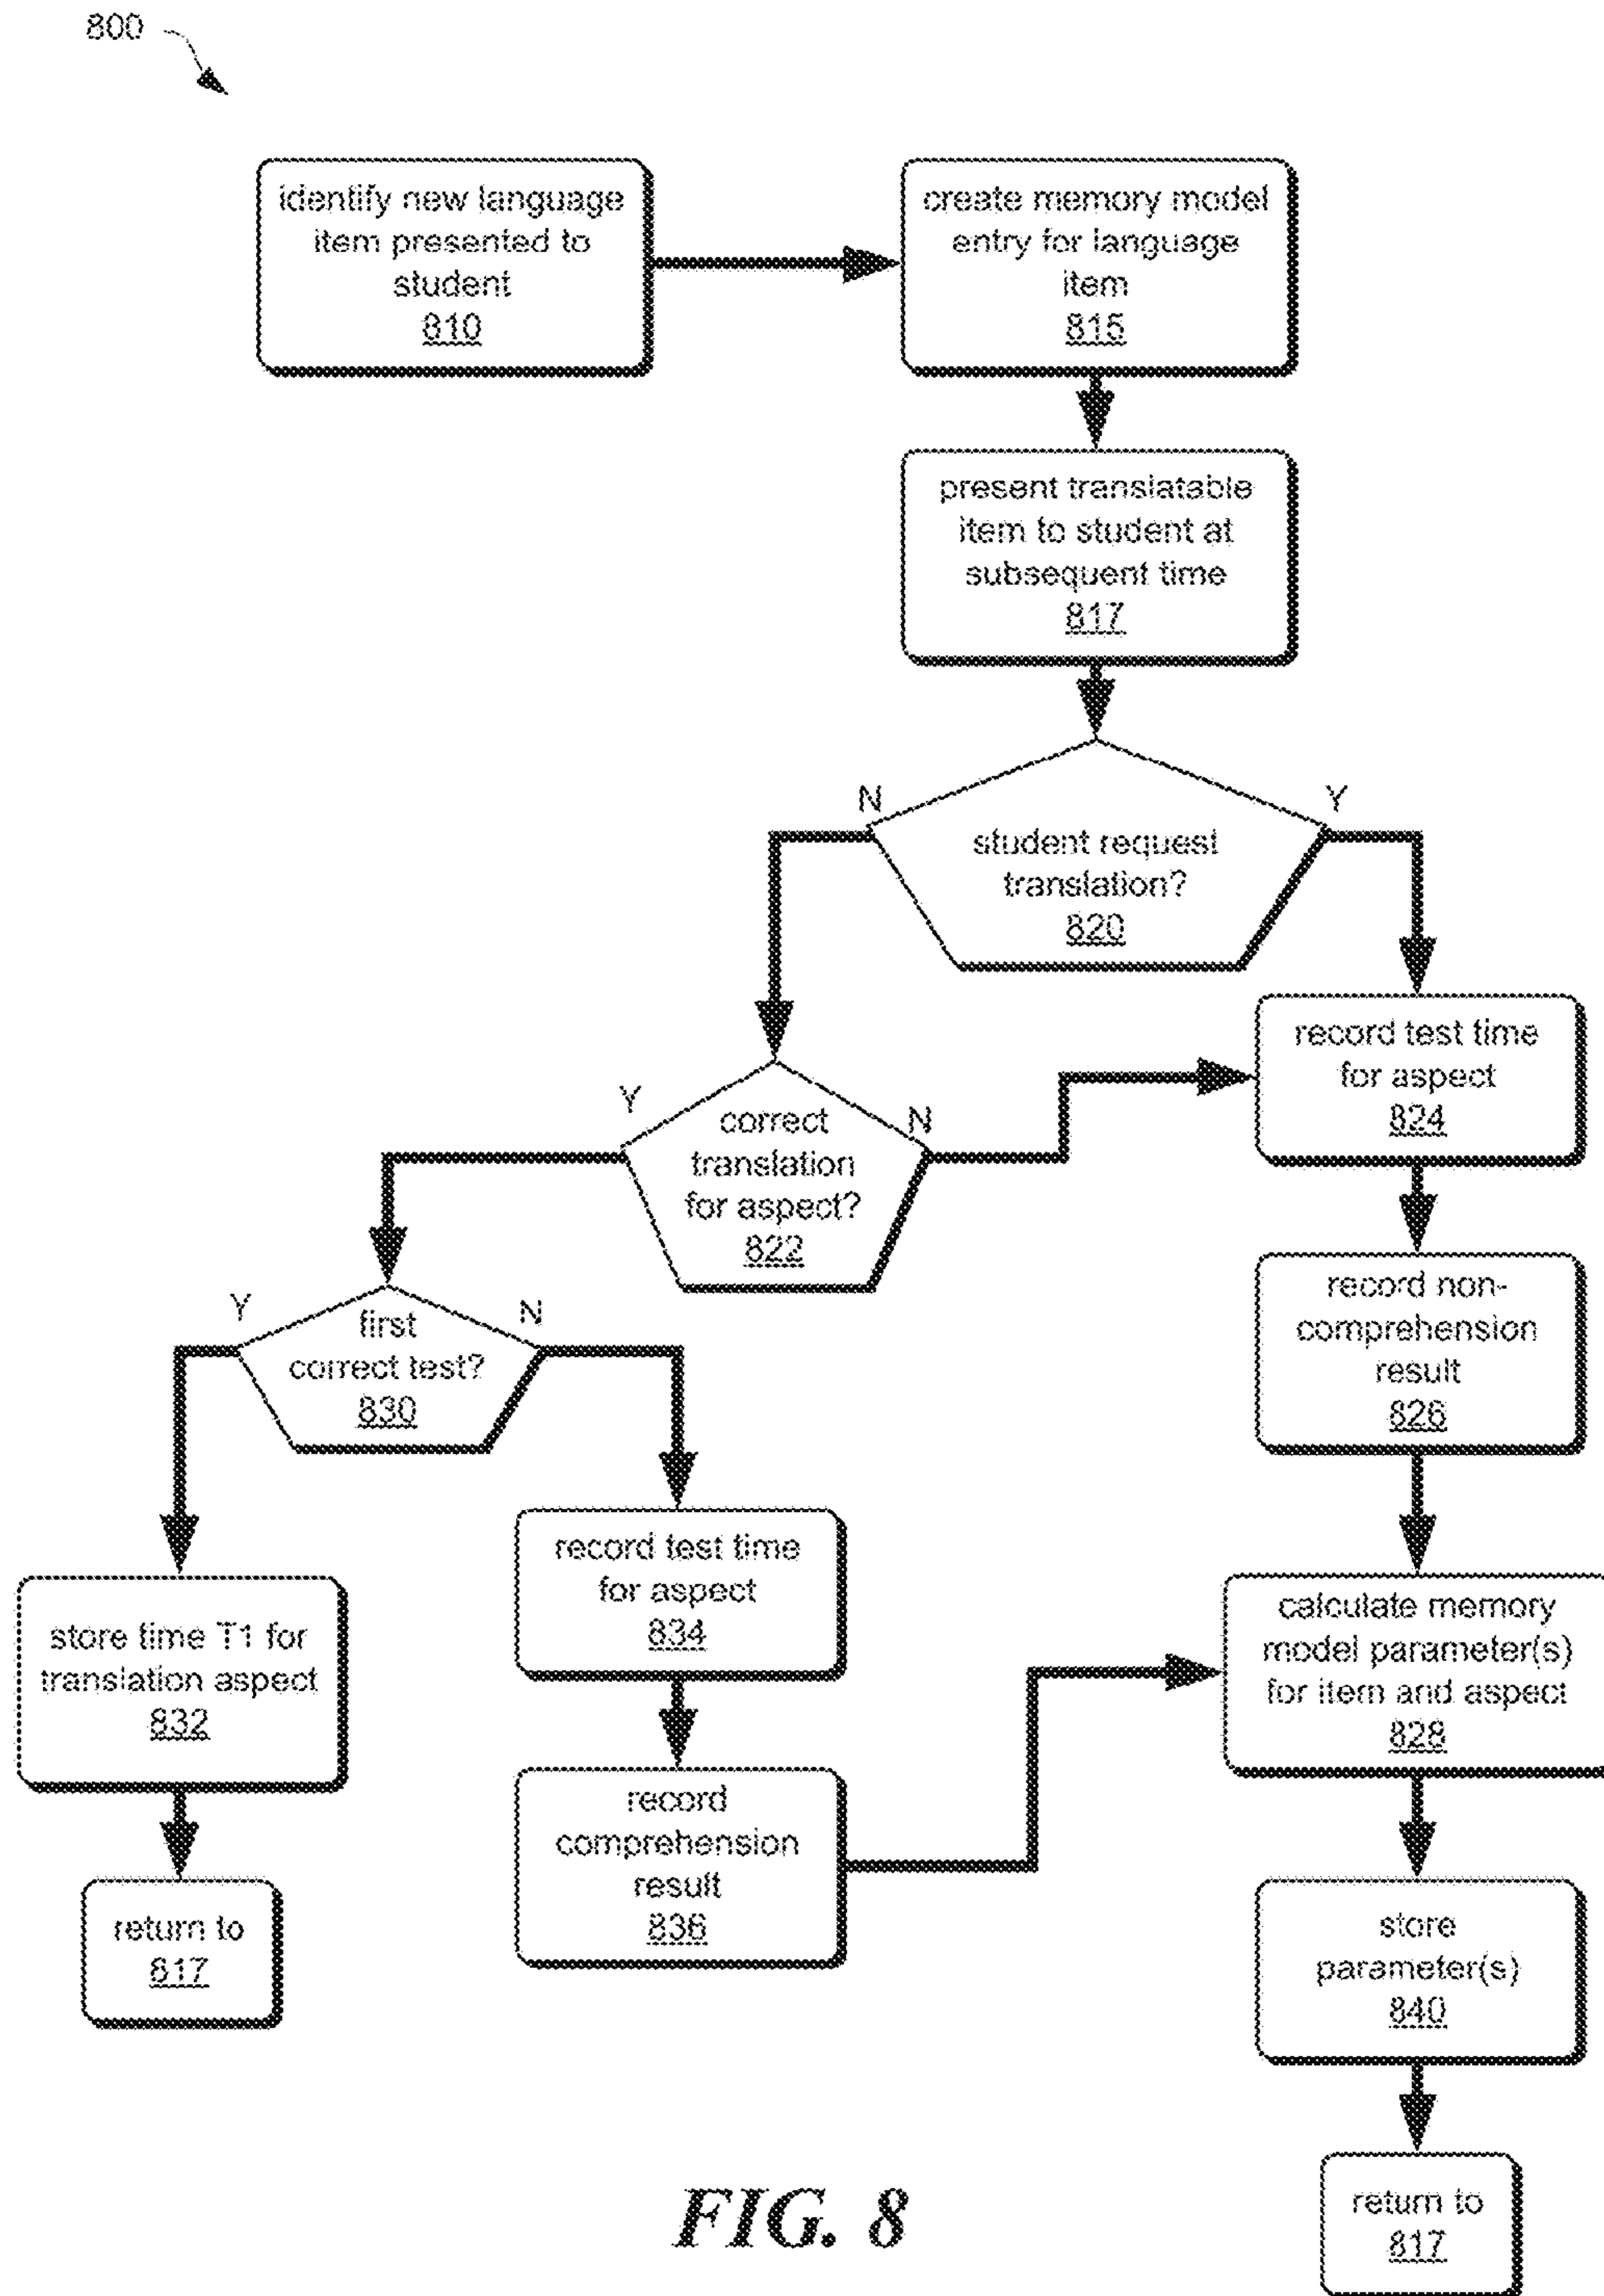 800
identify new language
item presented to
student
810
create memory model
entry for language
item
815
present translatable
item to student at
subsequent time
817
N
Y
student request
translation?
820
record test time
for aspect
824
Y
N
correct
translation
for aspect?
822
record non-
comprehension
result
826
Y
N
first
correct test?
830
record test time
for aspect
834
store time T1 for
translation aspect
832
calculate memory
model parameter(s)
for item and aspect
828
record
comprehension
result
836
return to
817
store
parameter(s)
840
return to
817
FIG. 8